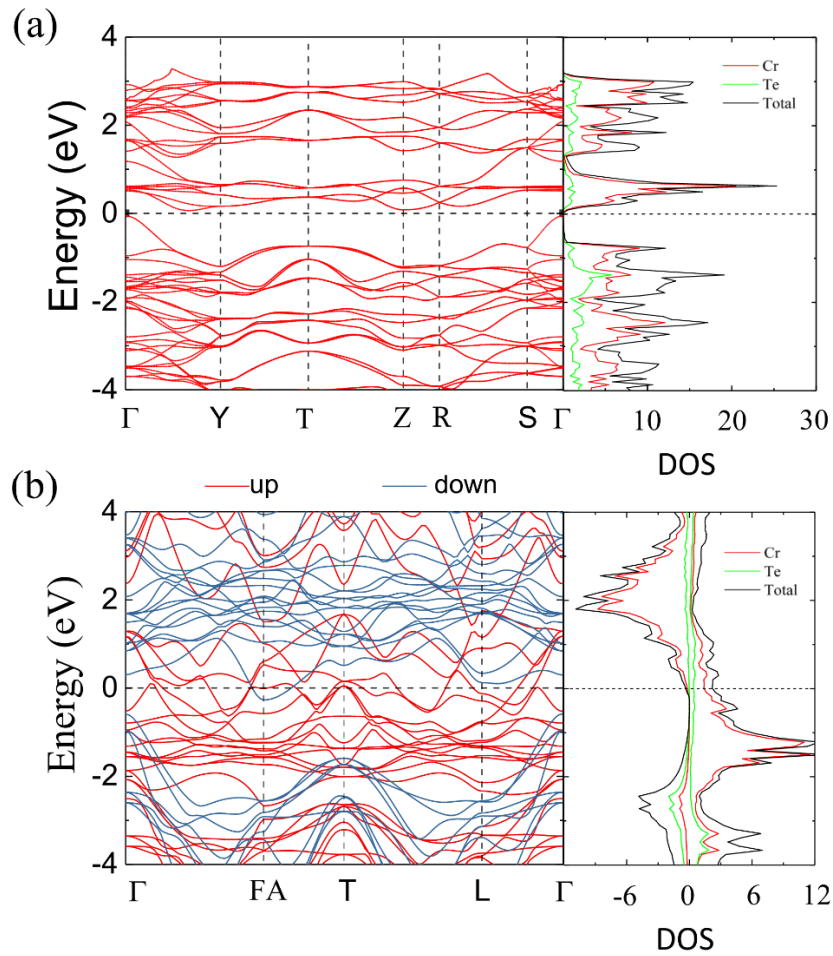 (a)
4
2
0
-2
-4
Energy (eV)
Cr
Te
Total
Γ Y T Z R S Γ
10 20 30
DOS
(b)
up down
4
2
0
-2
-4
Energy (eV)
Cr
Te
Total
Γ FA T L Γ
-6 0 6 12
DOS